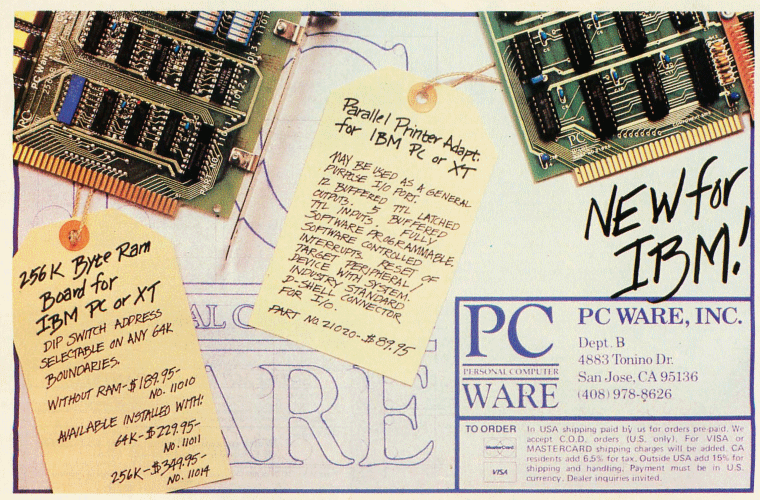 256K Byte Ram
Board for
IBM PC or XT
DIP SWITCH ADDRESS
SELECTABLE ON ANY 64K
BOUNDARIES.
WITHOUT RAM-$189.95-
NO. 11010
AVAILABLE INSTALLED WITH:
64K-$229.95-
NO. 11011
256K-$349.95-
NO. 11014
Parallel Printer Adapt.
for IBM PC or XT
MAY BE USED AS A GENERAL
PURPOSE I/O PORT.
12 BUFFERED TTL LATCHED
OUTPUTS. 5 BUFFERED
TTL INPUTS. FULLY
SOFTWARE PROGRAMMABLE.
SOFTWARE CONTROLLED
INTERRUPTS. RESET OF
TARGET PERIPHERAL/
DEVICE WITH SYSTEM.
INDUSTRY STANDARD
D-SHELL CONNECTOR
FOR I/O.
PART NO. 21020-$89.95
NEW for
IBM!
PC
PERSONAL COMPUTER
WARE
PC WARE, INC.
Dept. B
4883 Tonino Dr.
San Jose, CA 95136
(408) 978-8626
TO ORDER
MasterCard
VISA
In USA shipping paid by us for orders pre-paid. We
accept C.O.D. orders (U.S. only). For VISA or
MASTERCARD shipping charges will be added. CA
residents add 6.5% for tax. Outside USA add 15% for
shipping and handling. Payment must be in U.S.
currency. Dealer inquiries invited.
AL C
ARE
PC